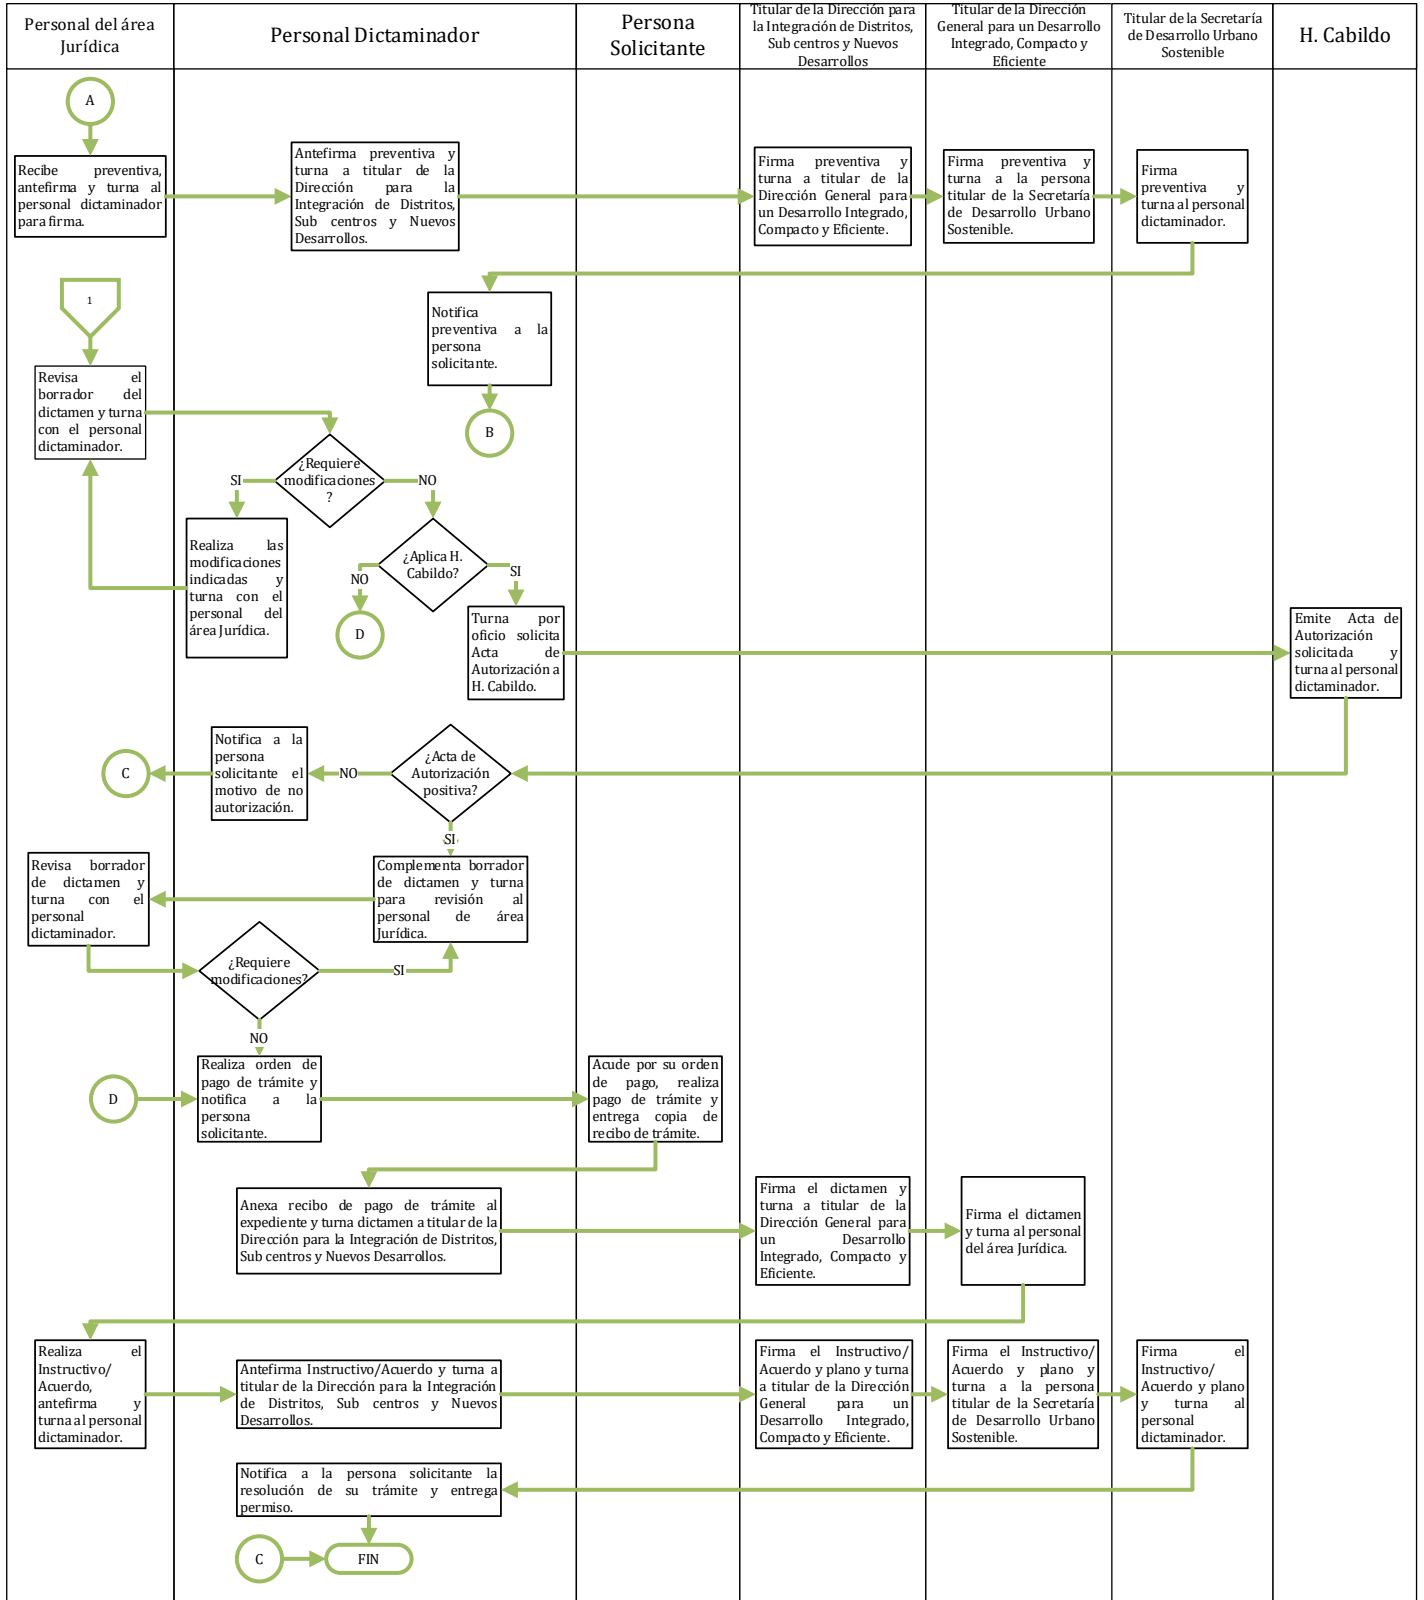 Personal del área
Jurídica
Personal Dictaminador
Persona
Solicitante
Titular de la Dirección para
la Integración de Distritos,
Sub centros y Nuevos
Desarrollos
Titular de la Dirección
General para un Desarrollo
Integrado, Compacto y
Eficiente
Titular de la Secretaría
de Desarrollo Urbano
Sostenible
H. Cabildo
A
Recibe preventiva,
antefirma y turna al
personal dictaminador
para firma.
Antefirma preventiva y
turna a titular de la
Dirección para la
Integración de Distritos,
Sub centros y Nuevos
Desarrollos.
Firma preventiva y
turna a titular de la
Dirección General para
un Desarrollo Integrado,
Compacto y Eficiente.
Firma preventiva y
turna a la persona
titular de la Secretaría
de Desarrollo Urbano
Sostenible.
Firma
preventiva y
turna al personal
dictaminador.
1
Notifica
preventiva a la
persona
solicitante.
B
Revisa el
borrador del
dictamen y turna
con el personal
dictaminador.
¿Requiere
modificaciones
?
SI
NO
Realiza las
modificaciones
indicadas y
turna con el
personal del
área Jurídica.
¿Aplica H.
Cabildo?
NO
SI
D
Turna por
oficio solicita
Acta de
Autorización a
H. Cabildo.
Emite Acta de
Autorización
solicitada y
turna al personal
dictaminador.
C
Notifica a la
persona
solicitante el
motivo de no
autorización.
NO
¿Acta de
Autorización
positiva?
SI
Revisa borrador
de dictamen y
turna con el
personal
dictaminador.
Complementa borrador
de dictamen y turna
para revisión al
personal de área
Jurídica.
¿Requiere
modificaciones?
SI
NO
D
Realiza orden de
pago de trámite y
notifica a la
persona
solicitante.
Acude por su orden
de pago, realiza
pago de trámite y
entrega copia de
recibo de trámite.
Anexa recibo de pago de trámite al
expediente y turna dictamen a titular de la
Dirección para la Integración de Distritos,
Sub centros y Nuevos Desarrollos.
Firma el dictamen y
turna a titular de la
Dirección General para
un Desarrollo
Integrado, Compacto y
Eficiente.
Firma el dictamen
y turna al personal
del área Jurídica.
Realiza el
Instructivo/
Acuerdo,
antefirma y
turna al personal
dictaminador.
Antefirma Instructivo/Acuerdo y turna a
titular de la Dirección para la Integración
de Distritos, Sub centros y Nuevos
Desarrollos.
Firma el Instructivo/
Acuerdo y plano y turna
a titular de la Dirección
General para un
Desarrollo Integrado,
Compacto y Eficiente.
Firma el Instructivo/
Acuerdo y plano y
turna a la persona
titular de la Secretaría
de Desarrollo Urbano
Sostenible.
Firma el
Instructivo/
Acuerdo y plano
y turna al
personal
dictaminador.
Notifica a la persona solicitante la
resolución de su trámite y entrega
permiso.
C
FIN